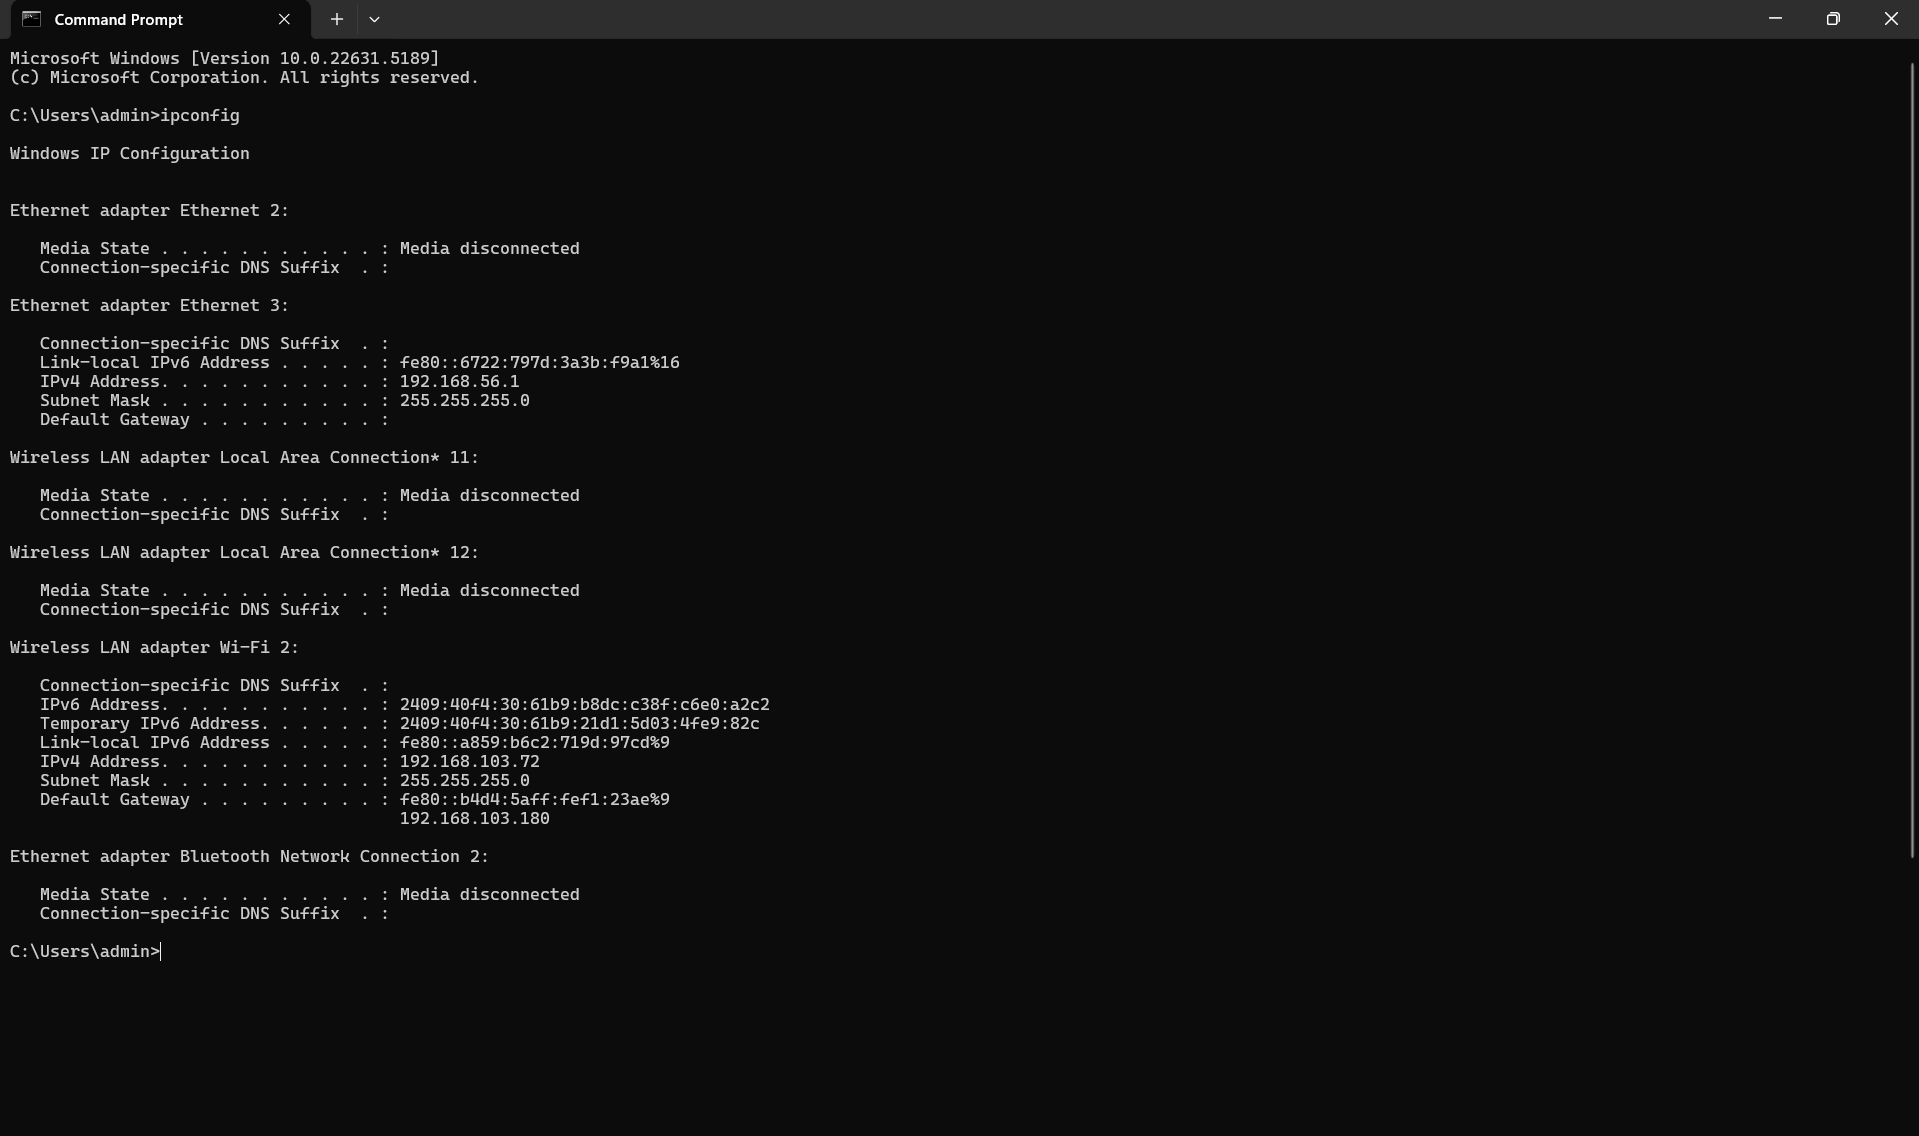 Command Prompt
Microsoft Windows [Version 10.0.22631.5189]
(c) Microsoft Corporation. All rights reserved.
C:\Users\admin>ipconfig
Windows IP Configuration
Ethernet adapter Ethernet 2:
   Media State . . . . . . . . . . . : Media disconnected
   Connection-specific DNS Suffix  . :
Ethernet adapter Ethernet 3:
   Connection-specific DNS Suffix  . :
   Link-local IPv6 Address . . . . . : fe80::6722:797d:3a3b:f9a1%16
   IPv4 Address. . . . . . . . . . . : 192.168.56.1
   Subnet Mask . . . . . . . . . . . : 255.255.255.0
   Default Gateway . . . . . . . . . :
Wireless LAN adapter Local Area Connection* 11:
   Media State . . . . . . . . . . . : Media disconnected
   Connection-specific DNS Suffix  . :
Wireless LAN adapter Local Area Connection* 12:
   Media State . . . . . . . . . . . : Media disconnected
   Connection-specific DNS Suffix  . :
Wireless LAN adapter Wi-Fi 2:
   Connection-specific DNS Suffix  . :
   IPv6 Address. . . . . . . . . . . : 2409:40f4:30:61b9:b8dc:c38f:c6e0:a2c2
   Temporary IPv6 Address. . . . . . : 2409:40f4:30:61b9:21d1:5d03:4fe9:82c
   Link-local IPv6 Address . . . . . : fe80::a859:b6c2:719d:97cd%9
   IPv4 Address. . . . . . . . . . . : 192.168.103.72
   Subnet Mask . . . . . . . . . . . : 255.255.255.0
   Default Gateway . . . . . . . . . : fe80::b4d4:5aff:fef1:23ae%9
                                       192.168.103.180
Ethernet adapter Bluetooth Network Connection 2:
   Media State . . . . . . . . . . . : Media disconnected
   Connection-specific DNS Suffix  . :
C:\Users\admin>